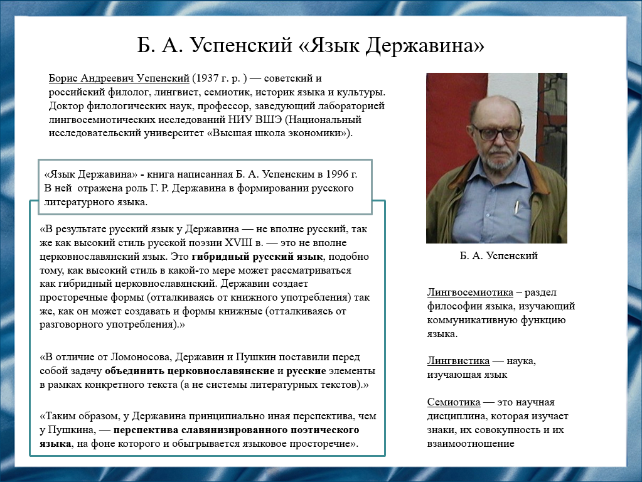 Б. А. Успенский «Язык Державина»
Борис Андреевич Успенский (1937 г. р. ) — советский и
российский филолог, лингвист, семиотик, историк языка и культуры.
Доктор филологических наук, профессор, заведующий лабораторией
лингвосемиотических исследований НИУ ВШЭ (Национальный
исследовательский университет «Высшая школа экономики»).
«Язык Державина» - книга написанная Б. А. Успенским в 1996 г.
В ней отражена роль Г. Р. Державина в формировании русского
литературного языка.
«В результате русский язык у Державина — не вполне русский, так
же как высокий стиль русской поэзии XVIII в. — это не вполне
церковнославянский язык. Это гибридный русский язык, подобно
тому, как высокий стиль в какой-то мере может рассматриваться
как гибридный церковнославянский. Державин создает
просторечные формы (отталкиваясь от книжного употребления) так
же, как он может создавать и формы книжные (отталкиваясь от
разговорного употребления).»
«В отличие от Ломоносова, Державин и Пушкин поставили перед
собой задачу объединить церковнославянские и русские элементы
в рамках конкретного текста (а не системы литературных текстов).»
«Таким образом, у Державина принципиально иная перспектива, чем
у Пушкина, — перспектива славянизированного поэтического
языка, на фоне которого и обыгрывается языковое просторечие».
Б. А. Успенский
Лингвосемиотика – раздел
философии языка, изучающий
коммуникативную функцию
языка.
Лингвистика — наука,
изучающая язык
Семиотика — это научная
дисциплина, которая изучает
знаки, их совокупность и их
взаимоотношение